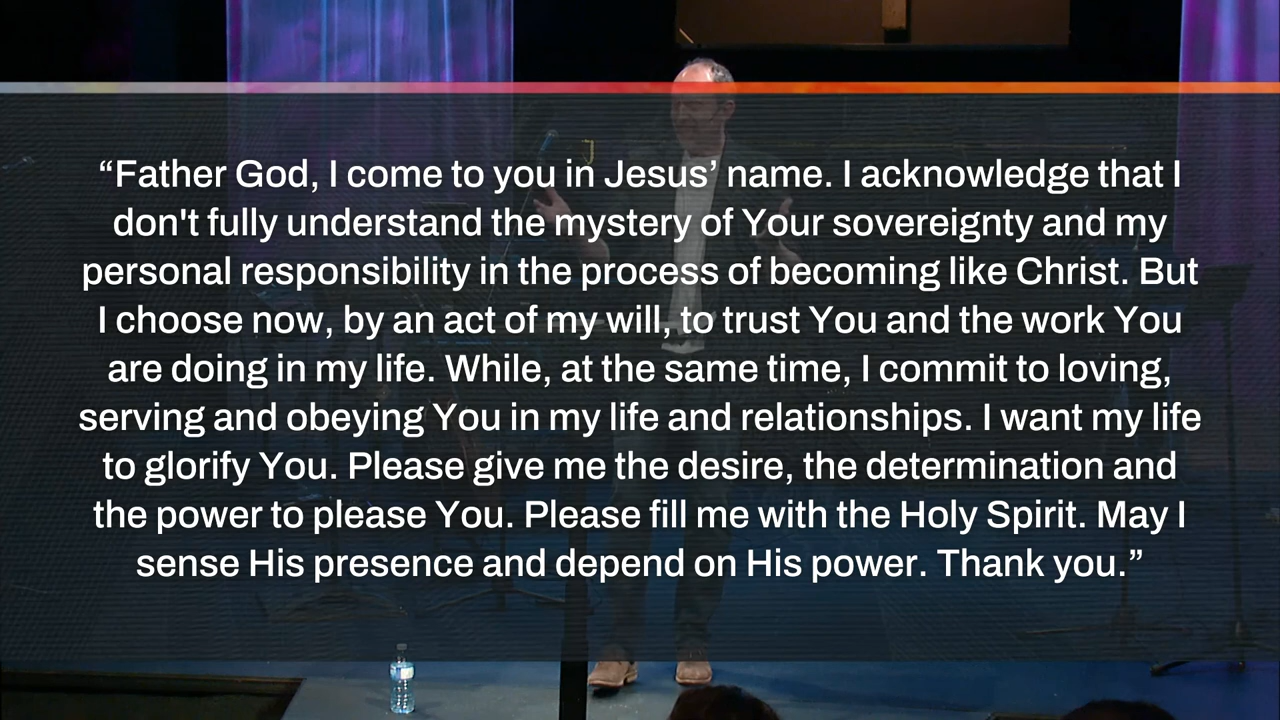 “Father God, I come to you in Jesus’ name. I acknowledge that I
don't fully understand the mystery of Your sovereignty and my
personal responsibility in the process of becoming like Christ. But
I choose now, by an act of my will, to trust You and the work You
are doing in my life. While, at the same time, I commit to loving,
serving and obeying You in my life and relationships. I want my life
to glorify You. Please give me the desire, the determination and
the power to please You. Please fill me with the Holy Spirit. May I
sense His presence and depend on His power. Thank you.”